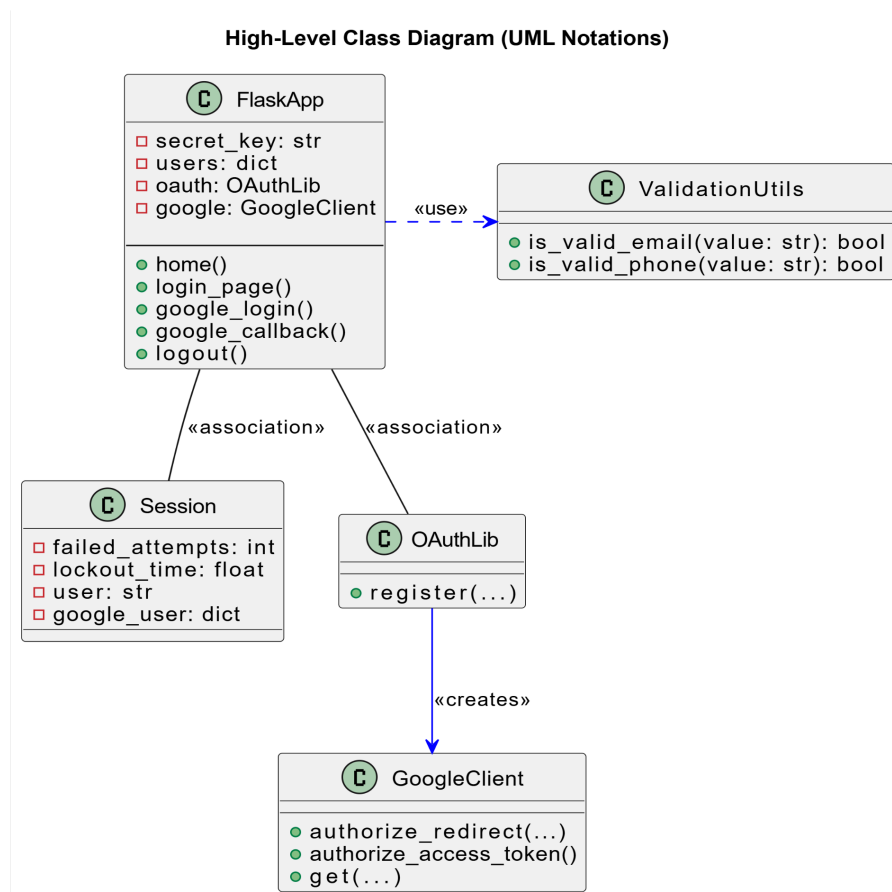 High-Level Class Diagram (UML Notations)
C FlaskApp
secret_key: str
users: dict
oauth: OAuthLib
google: GoogleClient
home()
login_page()
google_login()
google_callback()
logout()
«use»
C ValidationUtils
is_valid_email(value: str): bool
is_valid_phone(value: str): bool
«association»
«association»
C Session
failed_attempts: int
lockout_time: float
user: str
google_user: dict
C OAuthLib
register(...)
«creates»
C GoogleClient
authorize_redirect(...)
authorize_access_token()
get(...)